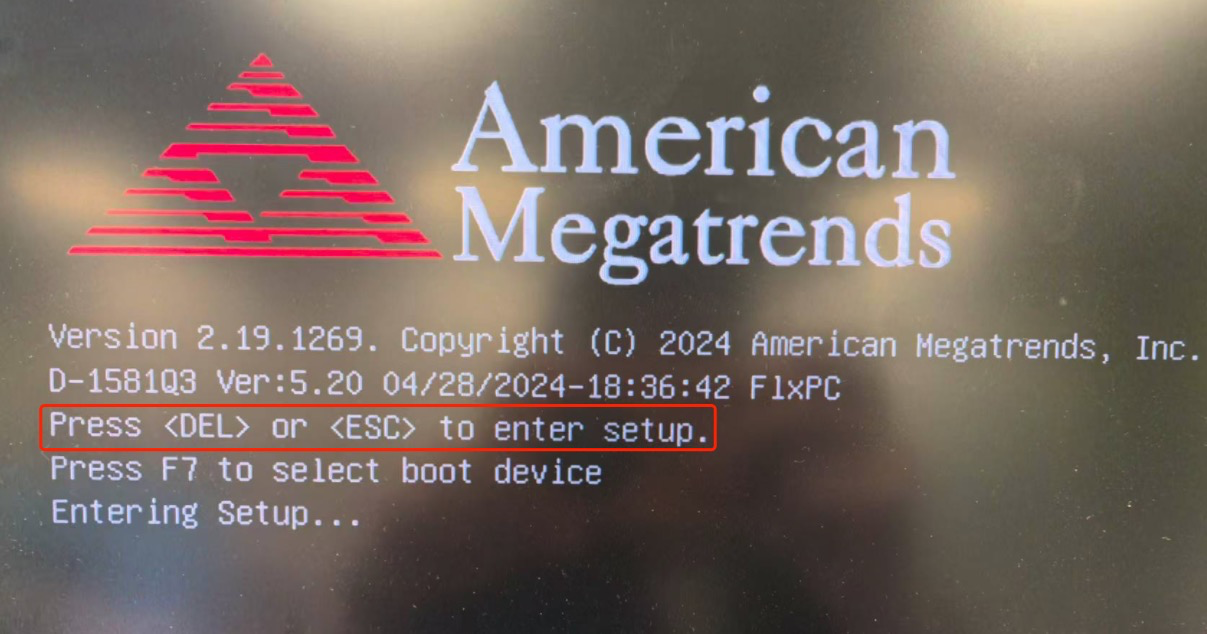 American
Megatrends
Version 2.19.1269. Copyright (C) 2024 American Megatrends, Inc.
D-1581Q3 Ver:5.20 04/28/2024-18:36:42 FlxPC
Press <DEL> or <ESC> to enter setup.
Press F7 to select boot device
Entering Setup...